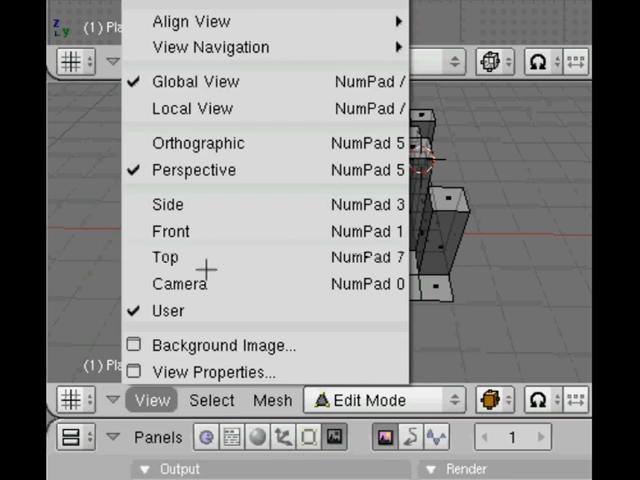 Align View
z
y (1) Pla
View Navigation
Global View NumPad /
Local View NumPad /
Orthographic NumPad 5
Perspective NumPad 5
Side NumPad 3
Front NumPad 1
Top NumPad 7
Camera NumPad 0
User
Background Image...
(1) Pla
View Properties...
View Select Mesh Edit Mode
Panels 1
Output Render